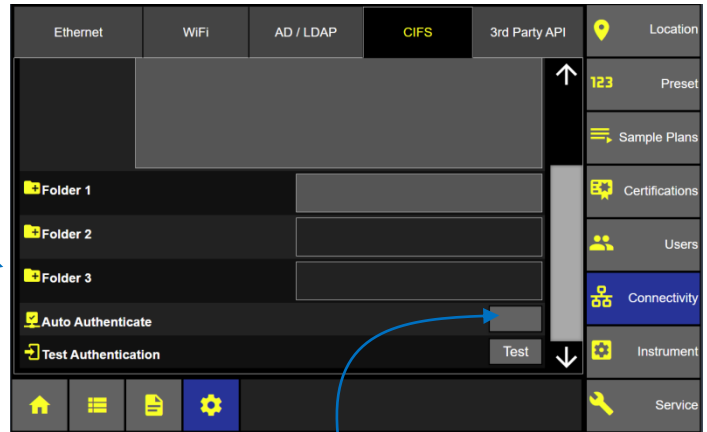 Ethernet
WiFi
AD / LDAP
CIFS
3rd Party API
Location
123 Preset
Sample Plans
Certifications
Folder 1
Folder 2
Users
Folder 3
Connectivity
Auto Authenticate
Test Authentication
Test
Instrument
Service